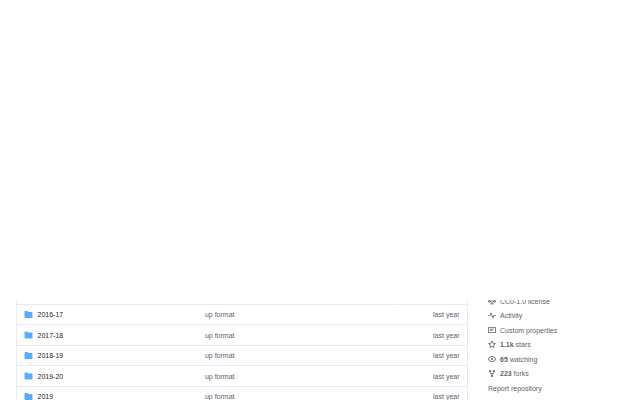 CC0-1.0 license
2016-17 up format last year
Activity
2017-18 up format last year
Custom properties
1.1k stars
2018-19 up format last year
65 watching
2019-20 up format last year
223 forks
Report repository
2019 up format last year